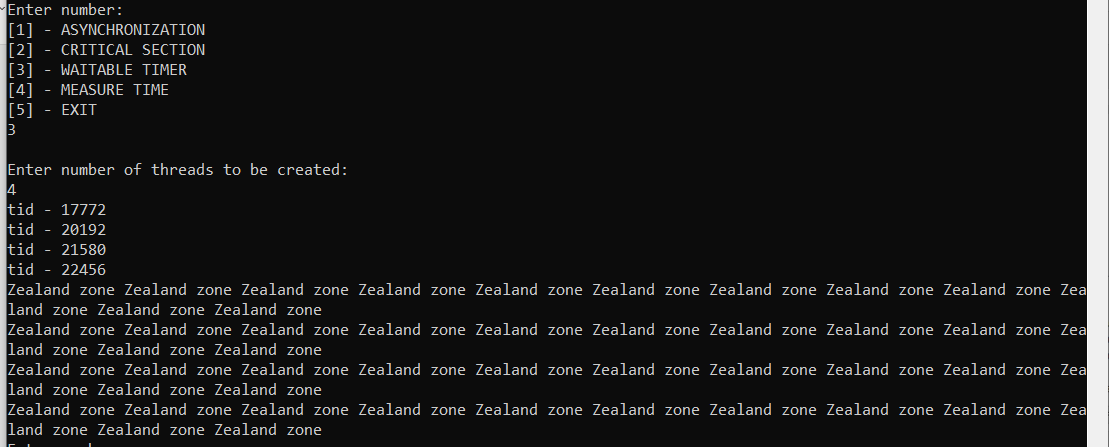 Enter number:
[1] - ASYNCHRONIZATION
[2] - CRITICAL SECTION
[3] - WAITABLE TIMER
[4] - MEASURE TIME
[5] - EXIT
3
Enter number of threads to be created:
4
tid - 17772
tid - 20192
tid - 21580
tid - 22456
Zealand zone Zealand zone Zealand zone Zealand zone Zealand zone Zealand zone Zealand zone Zealand zone Zealand zone Zea
land zone Zealand zone Zealand zone
Zealand zone Zealand zone Zealand zone Zealand zone Zealand zone Zealand zone Zealand zone Zealand zone Zealand zone Zea
land zone Zealand zone Zealand zone
Zealand zone Zealand zone Zealand zone Zealand zone Zealand zone Zealand zone Zealand zone Zealand zone Zealand zone Zea
land zone Zealand zone Zealand zone
Zealand zone Zealand zone Zealand zone Zealand zone Zealand zone Zealand zone Zealand zone Zealand zone Zealand zone Zea
land zone Zealand zone Zealand zone